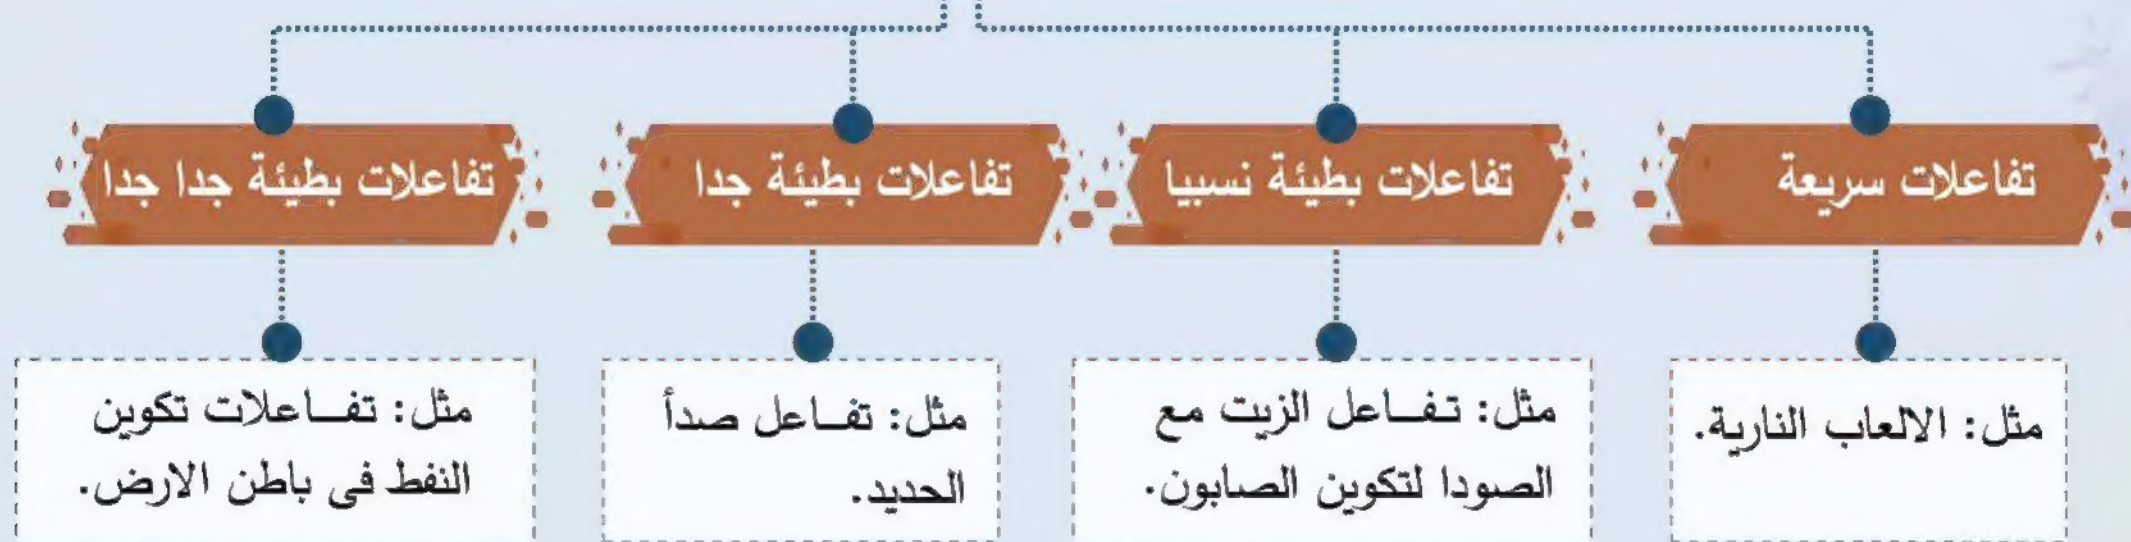 تفاعلات سريعة
تفاعلات بطيئة نسبيا
تفاعلات بطيئة جدا
تفاعلات بطيئة جدا جدا
مثل: الالعاب النارية.
مثل: تفاعل الزيت مع
الصودا لتكوين الصابون.
مثل: تفاعل صدأ
الحديد.
مثل: تفاعلات تكوين
النفط فى باطن الارض.